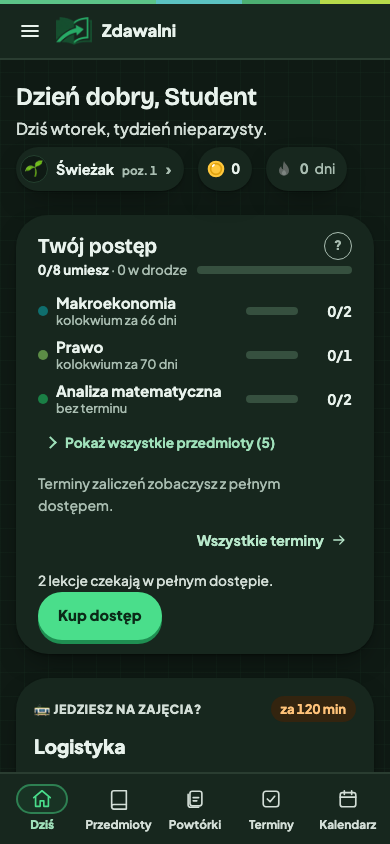 Zdawalni
Dzień dobry, Student
Dziś wtorek, tydzień nieparzysty.
Świeżak poz. 1 › 0 0 dni
Twój postęp ?
0/8 umiesz · 0 w drodze
Makroekonomia 0/2
kolokwium za 66 dni
Prawo 0/1
kolokwium za 70 dni
Analiza matematyczna 0/2
bez terminu
Pokaż wszystkie przedmioty (5)
Terminy zaliczeń zobaczysz z pełnym
dostępem.
Wszystkie terminy →
2 lekcje czekają w pełnym dostępie.
Kup dostęp
JEDZIESZ NA ZAJĘCIA? za 120 min
Logistyka
Dziś Przedmioty Powtórki Terminy Kalendarz